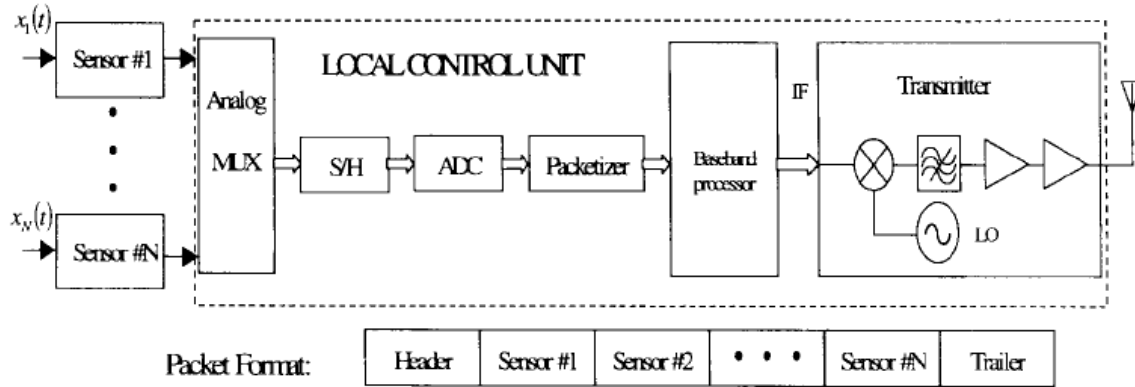 x₁(t)
Sensor #1
LOCAL CONTROL UNIT
Analog
MUX
S/H
ADC
Packetizer
Baseband
processor
IF
Transmitter
LO
x_N(t)
Sensor #N
Packet Format:
Header
Sensor #1
Sensor #2
• • •
Sensor #N
Trailer